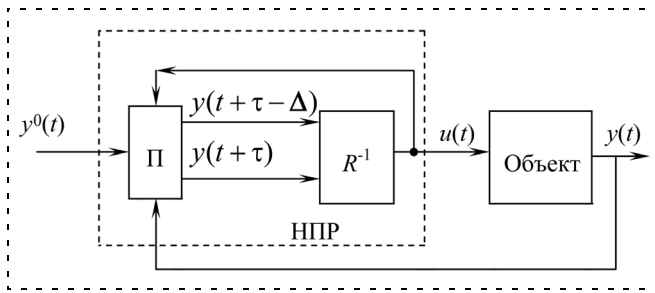 y⁰(t)
y(t + τ − Δ)
y(t + τ)
П
R⁻¹
u(t)
Объект
y(t)
НПР